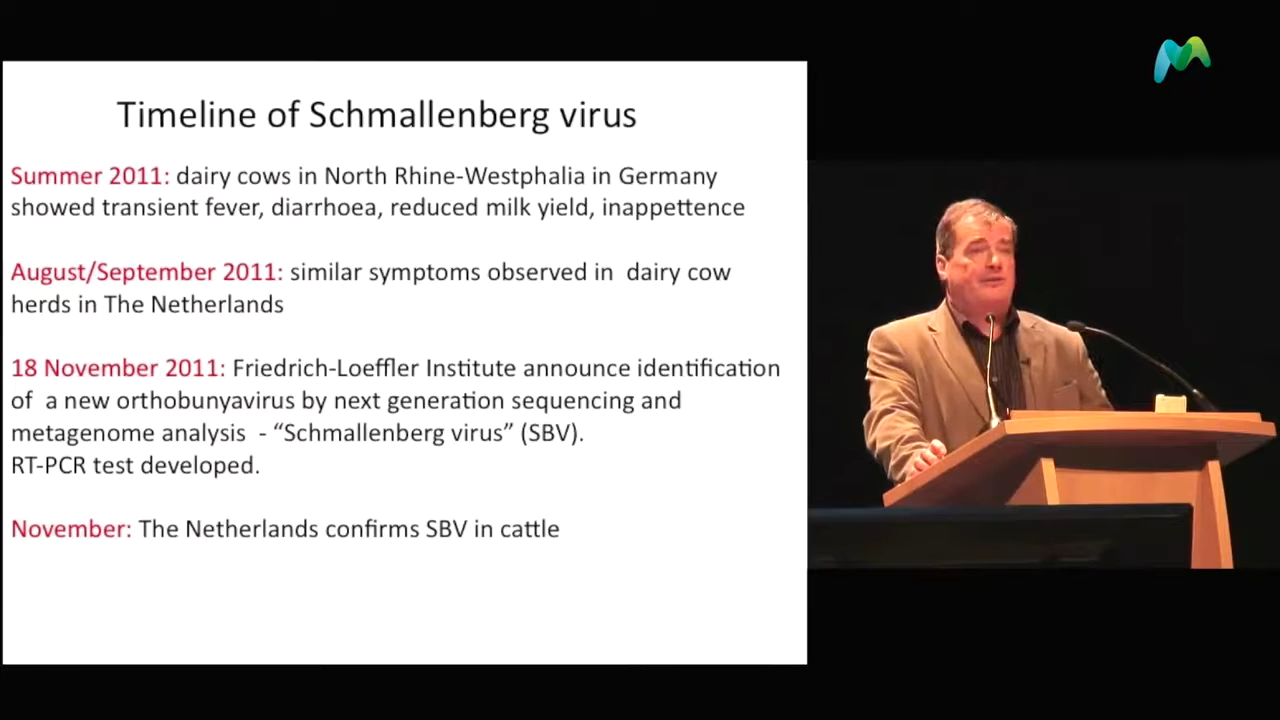 Timeline of Schmallenberg virus
Summer 2011: dairy cows in North Rhine-Westphalia in Germany
showed transient fever, diarrhoea, reduced milk yield, inappettence
August/September 2011: similar symptoms observed in  dairy cow
herds in The Netherlands
18 November 2011: Friedrich-Loeffler Institute announce identification
of  a new orthobunyavirus by next generation sequencing and
metagenome analysis  - “Schmallenberg virus” (SBV).
RT-PCR test developed.
November: The Netherlands confirms SBV in cattle